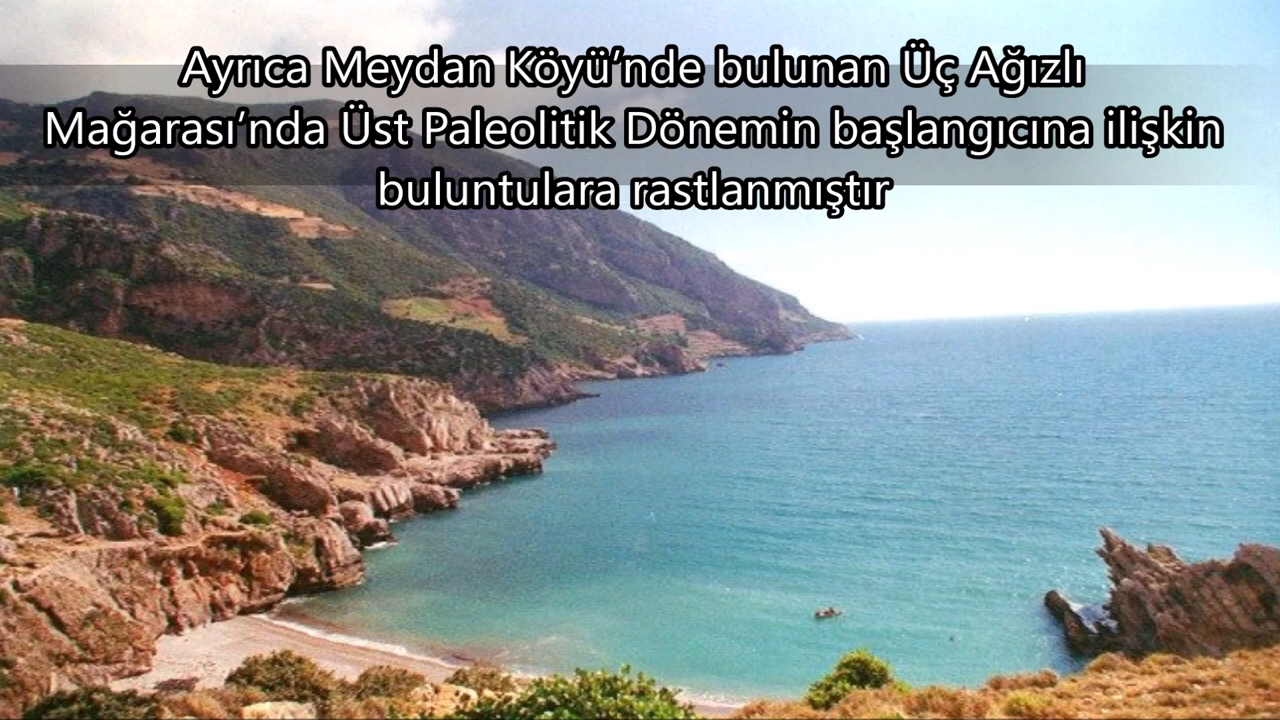 Ayrıca Meydan Köyü’nde bulunan Üç Ağızlı
Mağarası’nda Üst Paleolitik Dönemin başlangıcına ilişkin
buluntulara rastlanmıştır